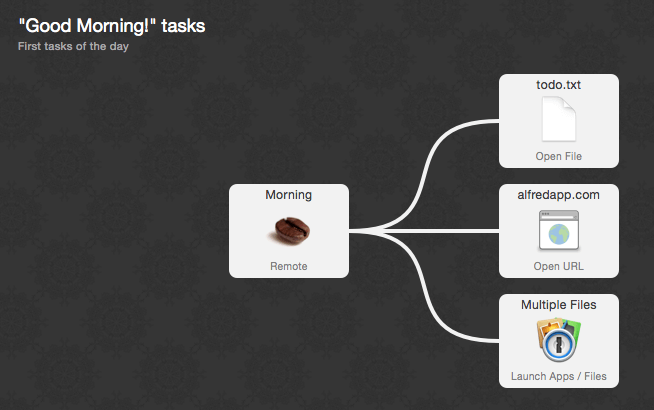 "Good Morning!" tasks
First tasks of the day
todo.txt
Open File
Morning
Remote
alfredapp.com
Open URL
Multiple Files
Launch Apps / Files